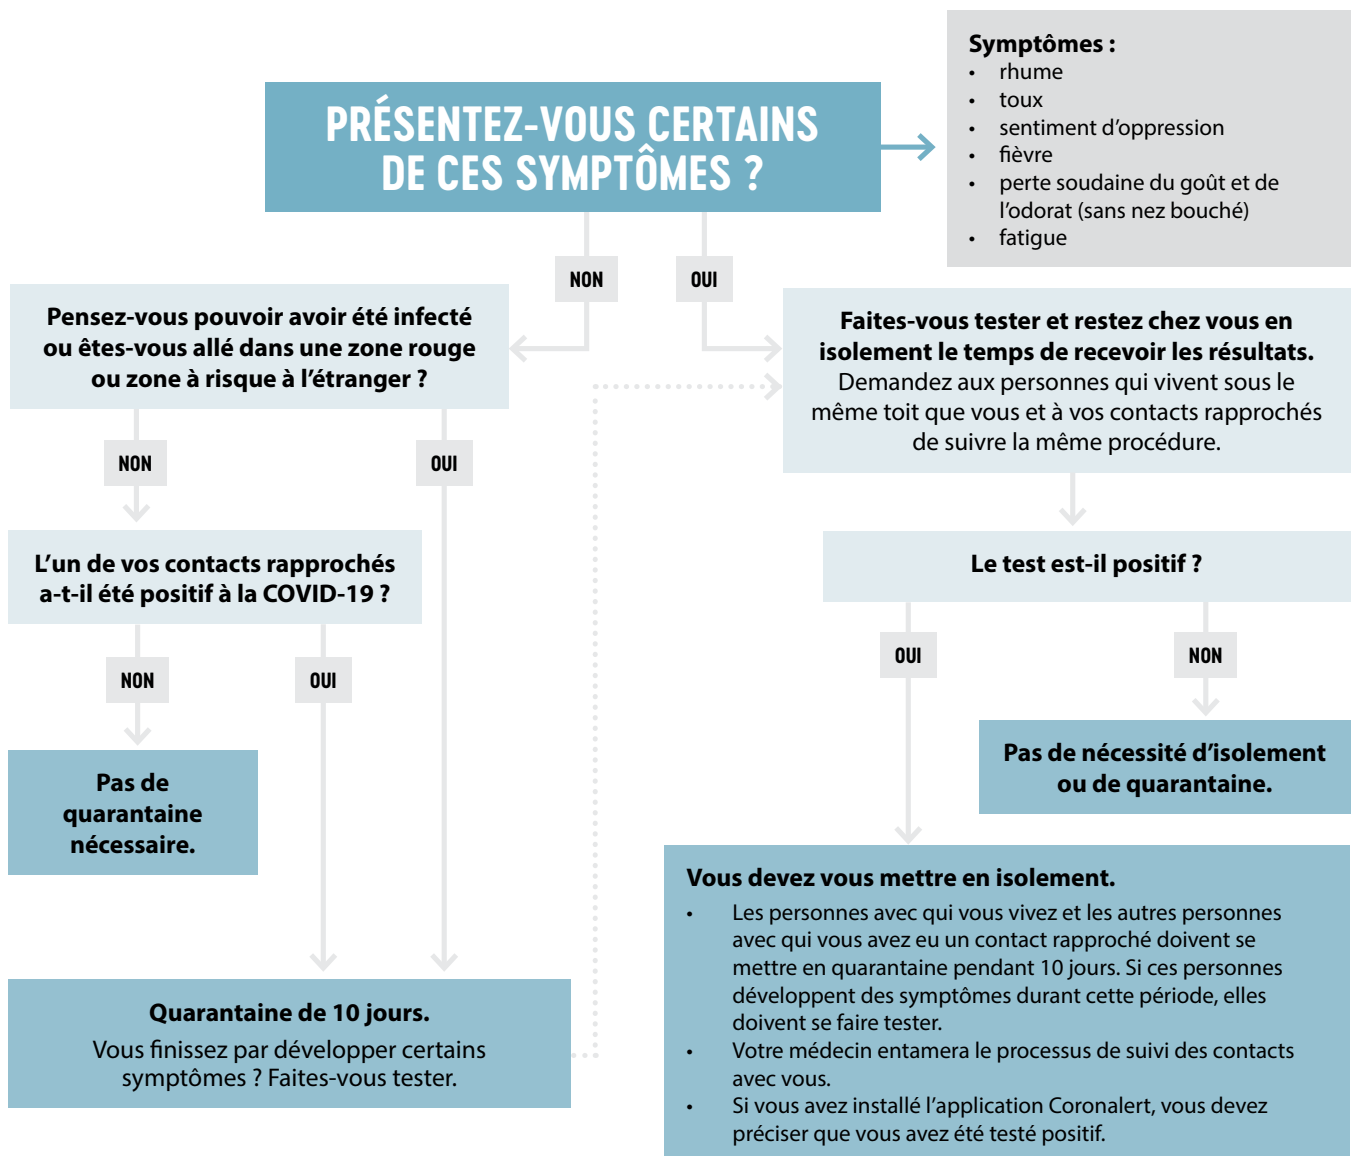 PRÉSENTEZ-VOUS CERTAINS
DE CES SYMPTÔMES ?
Symptômes :
• rhume
• toux
• sentiment d’oppression
• fièvre
• perte soudaine du goût et de
l’odorat (sans nez bouché)
• fatigue
NON
OUI
Pensez-vous pouvoir avoir été infecté
ou êtes-vous allé dans une zone rouge
ou zone à risque à l’étranger ?
NON
OUI
L’un de vos contacts rapprochés
a-t-il été positif à la COVID-19 ?
NON
OUI
Pas de
quarantaine
nécessaire.
Quarantaine de 10 jours.
Vous finissez par développer certains
symptômes ? Faites-vous tester.
Faites-vous tester et restez chez vous en
isolement le temps de recevoir les résultats.
Demandez aux personnes qui vivent sous le
même toit que vous et à vos contacts rapprochés
de suivre la même procédure.
Le test est-il positif ?
OUI
NON
Pas de nécessité d’isolement
ou de quarantaine.
Vous devez vous mettre en isolement.
• Les personnes avec qui vous vivez et les autres personnes
avec qui vous avez eu un contact rapproché doivent se
mettre en quarantaine pendant 10 jours. Si ces personnes
développent des symptômes durant cette période, elles
doivent se faire tester.
• Votre médecin entamera le processus de suivi des contacts
avec vous.
• Si vous avez installé l’application Coronalert, vous devez
préciser que vous avez été testé positif.